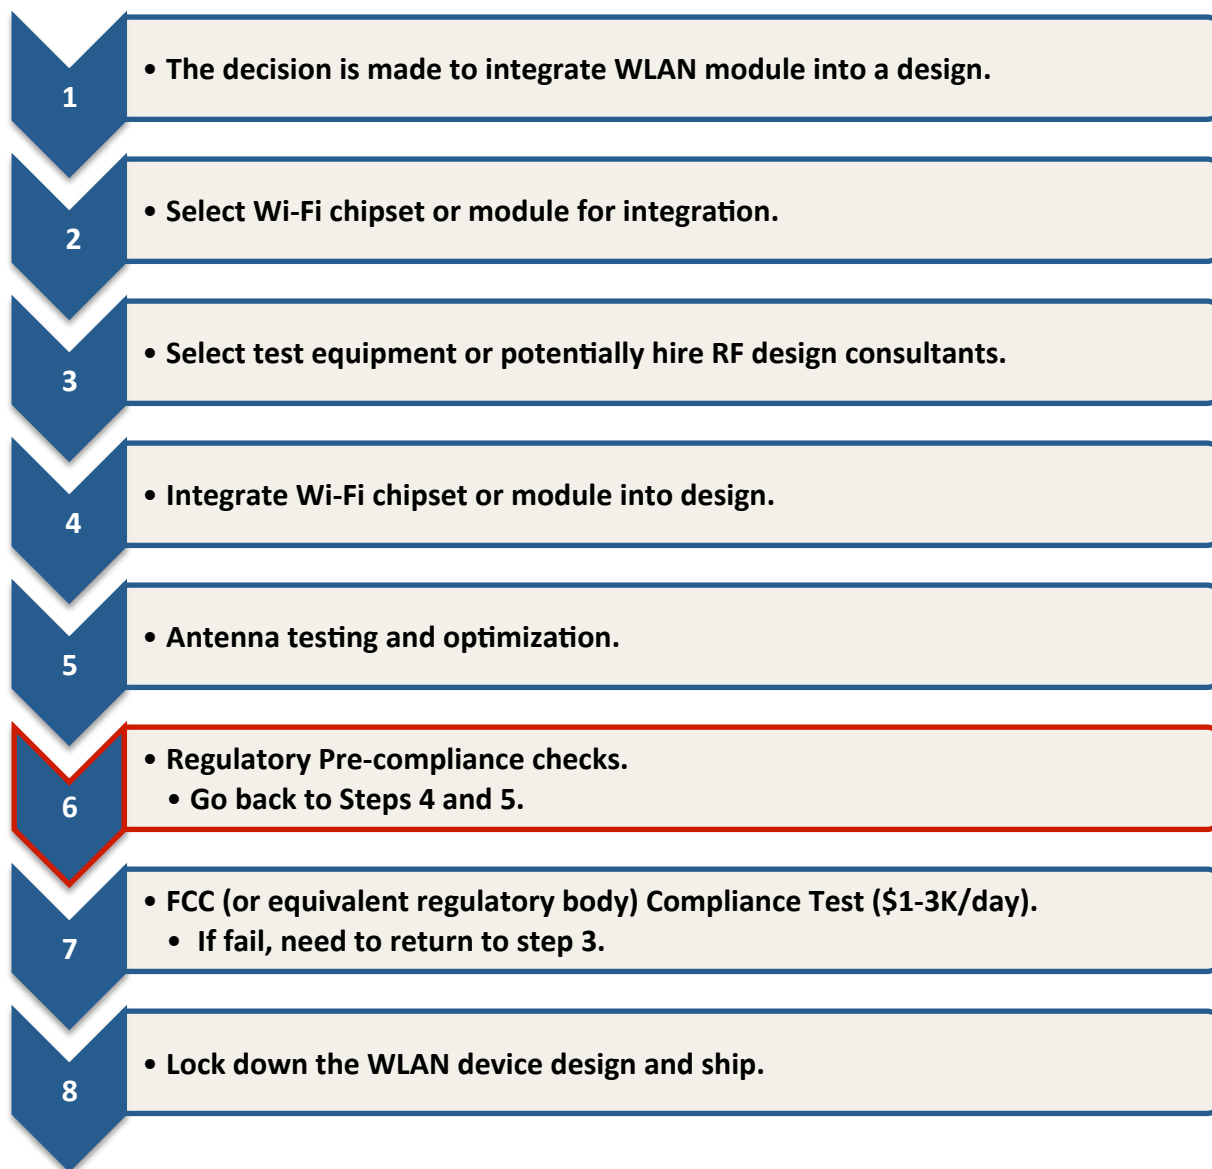 1
• The decision is made to integrate WLAN module into a design.
2
• Select Wi-Fi chipset or module for integration.
3
• Select test equipment or potentially hire RF design consultants.
4
• Integrate Wi-Fi chipset or module into design.
5
• Antenna testing and optimization.
6
• Regulatory Pre-compliance checks.
• Go back to Steps 4 and 5.
7
• FCC (or equivalent regulatory body) Compliance Test ($1-3K/day).
• If fail, need to return to step 3.
8
• Lock down the WLAN device design and ship.